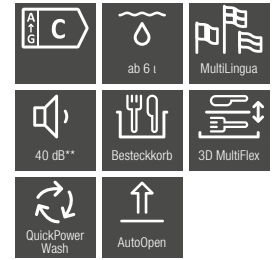 A
↑
G
C
ab 6 l
MultiLingua
40 dB**
Besteckkorb
3D MultiFlex
QuickPower
Wash
AutoOpen